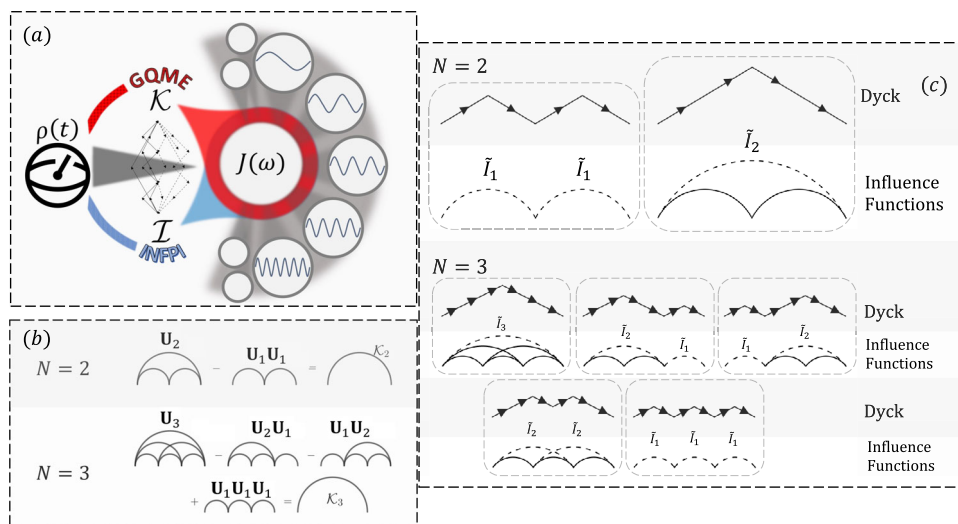 (a)
GQME
𝒦
ρ(t)
J(ω)
ℐ
INFPI
(b)
N = 2
U₂ − U₁U₁ = 𝒦₂
N = 3
U₃ − U₂U₁ − U₁U₂
+ U₁U₁U₁ = 𝒦₃
(c)
N = 2
Dyck
Ĩ₁ Ĩ₁ Ĩ₂
Influence
Functions
N = 3
Dyck
Ĩ₃ Ĩ₂ Ĩ₁ Ĩ₁ Ĩ₂
Influence
Functions
Dyck
Ĩ₂ Ĩ₂ Ĩ₁ Ĩ₁ Ĩ₁
Influence
Functions